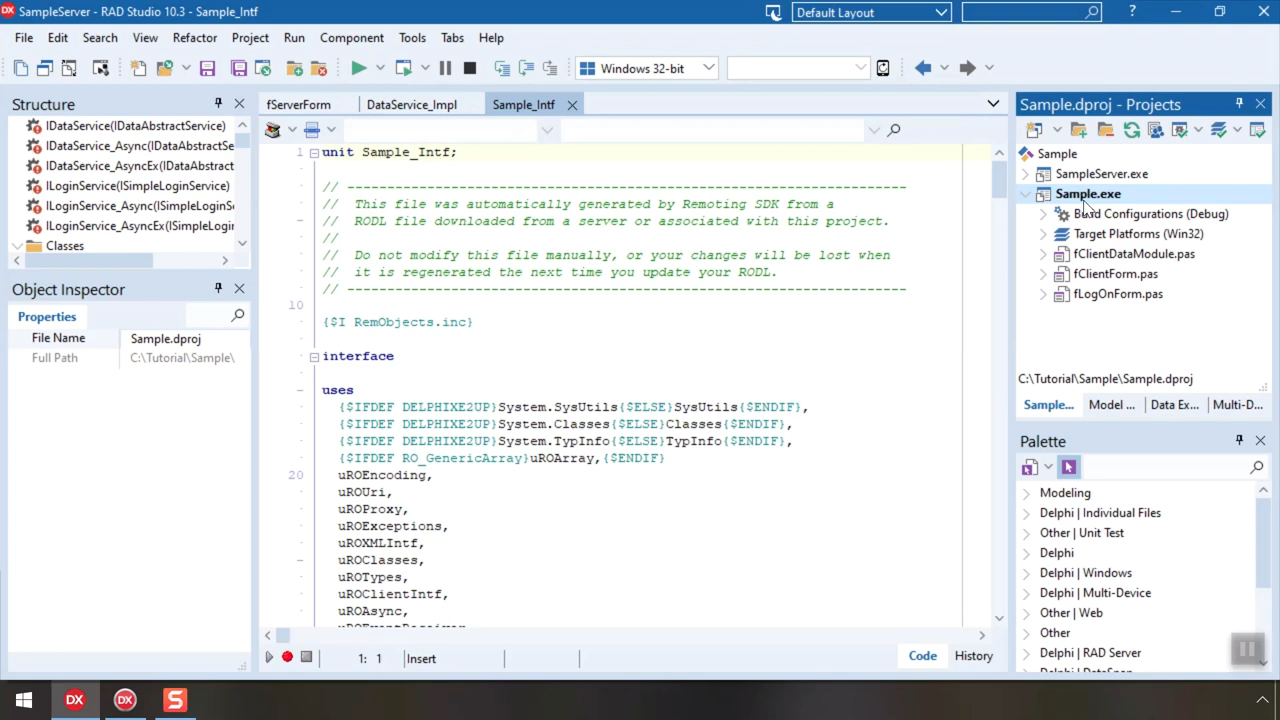 DX SampleServer - RAD Studio 10.3 - Sample_Intf
Default Layout
?
File Edit Search View Refactor Project Run Component Tools Tabs Help
Windows 32-bit
Structure
IDataService(IDataAbstractService)
IDataService_Async(IDataAbstractSe
IDataService_AsyncEx(IDataAbstract
ILoginService(ISimpleLoginService)
ILoginService_Async(ISimpleLoginS
ILoginService_AsyncEx(ISimpleLogin
Classes
Object Inspector
Properties
File Name Sample.dproj
Full Path C:\Tutorial\Sample\
fServerForm DataService_Impl Sample_Intf
1 unit Sample_Intf;
// ----------------------------------------------------------------------
// This file was automatically generated by Remoting SDK from a
// RODL file downloaded from a server or associated with this project.
//
// Do not modify this file manually, or your changes will be lost when
// it is regenerated the next time you update your RODL.
// ----------------------------------------------------------------------
10
{$I RemObjects.inc}
interface
uses
{$IFDEF DELPHIXE2UP}System.SysUtils{$ELSE}SysUtils{$ENDIF},
{$IFDEF DELPHIXE2UP}System.Classes{$ELSE}Classes{$ENDIF},
{$IFDEF DELPHIXE2UP}System.TypInfo{$ELSE}TypInfo{$ENDIF},
{$IFDEF RO_GenericArray}uROArray,{$ENDIF}
20 uROEncoding,
uROUri,
uROProxy,
uROExceptions,
uROXMLIntf,
uROClasses,
uROTypes,
uROClientIntf,
uROAsync,
uROEventReceiver
1: 1 Insert
Code History
Sample.dproj - Projects
Sample
SampleServer.exe
Sample.exe
Build Configurations (Debug)
Target Platforms (Win32)
fClientDataModule.pas
fClientForm.pas
fLogOnForm.pas
C:\Tutorial\Sample\Sample.dproj
Sample... Model ... Data Ex... Multi-D...
Palette
Modeling
Delphi | Individual Files
Other | Unit Test
Delphi
Delphi | Windows
Delphi | Multi-Device
Other | Web
Other
Delphi | RAD Server
Delphi | DataSnap
DX DX S